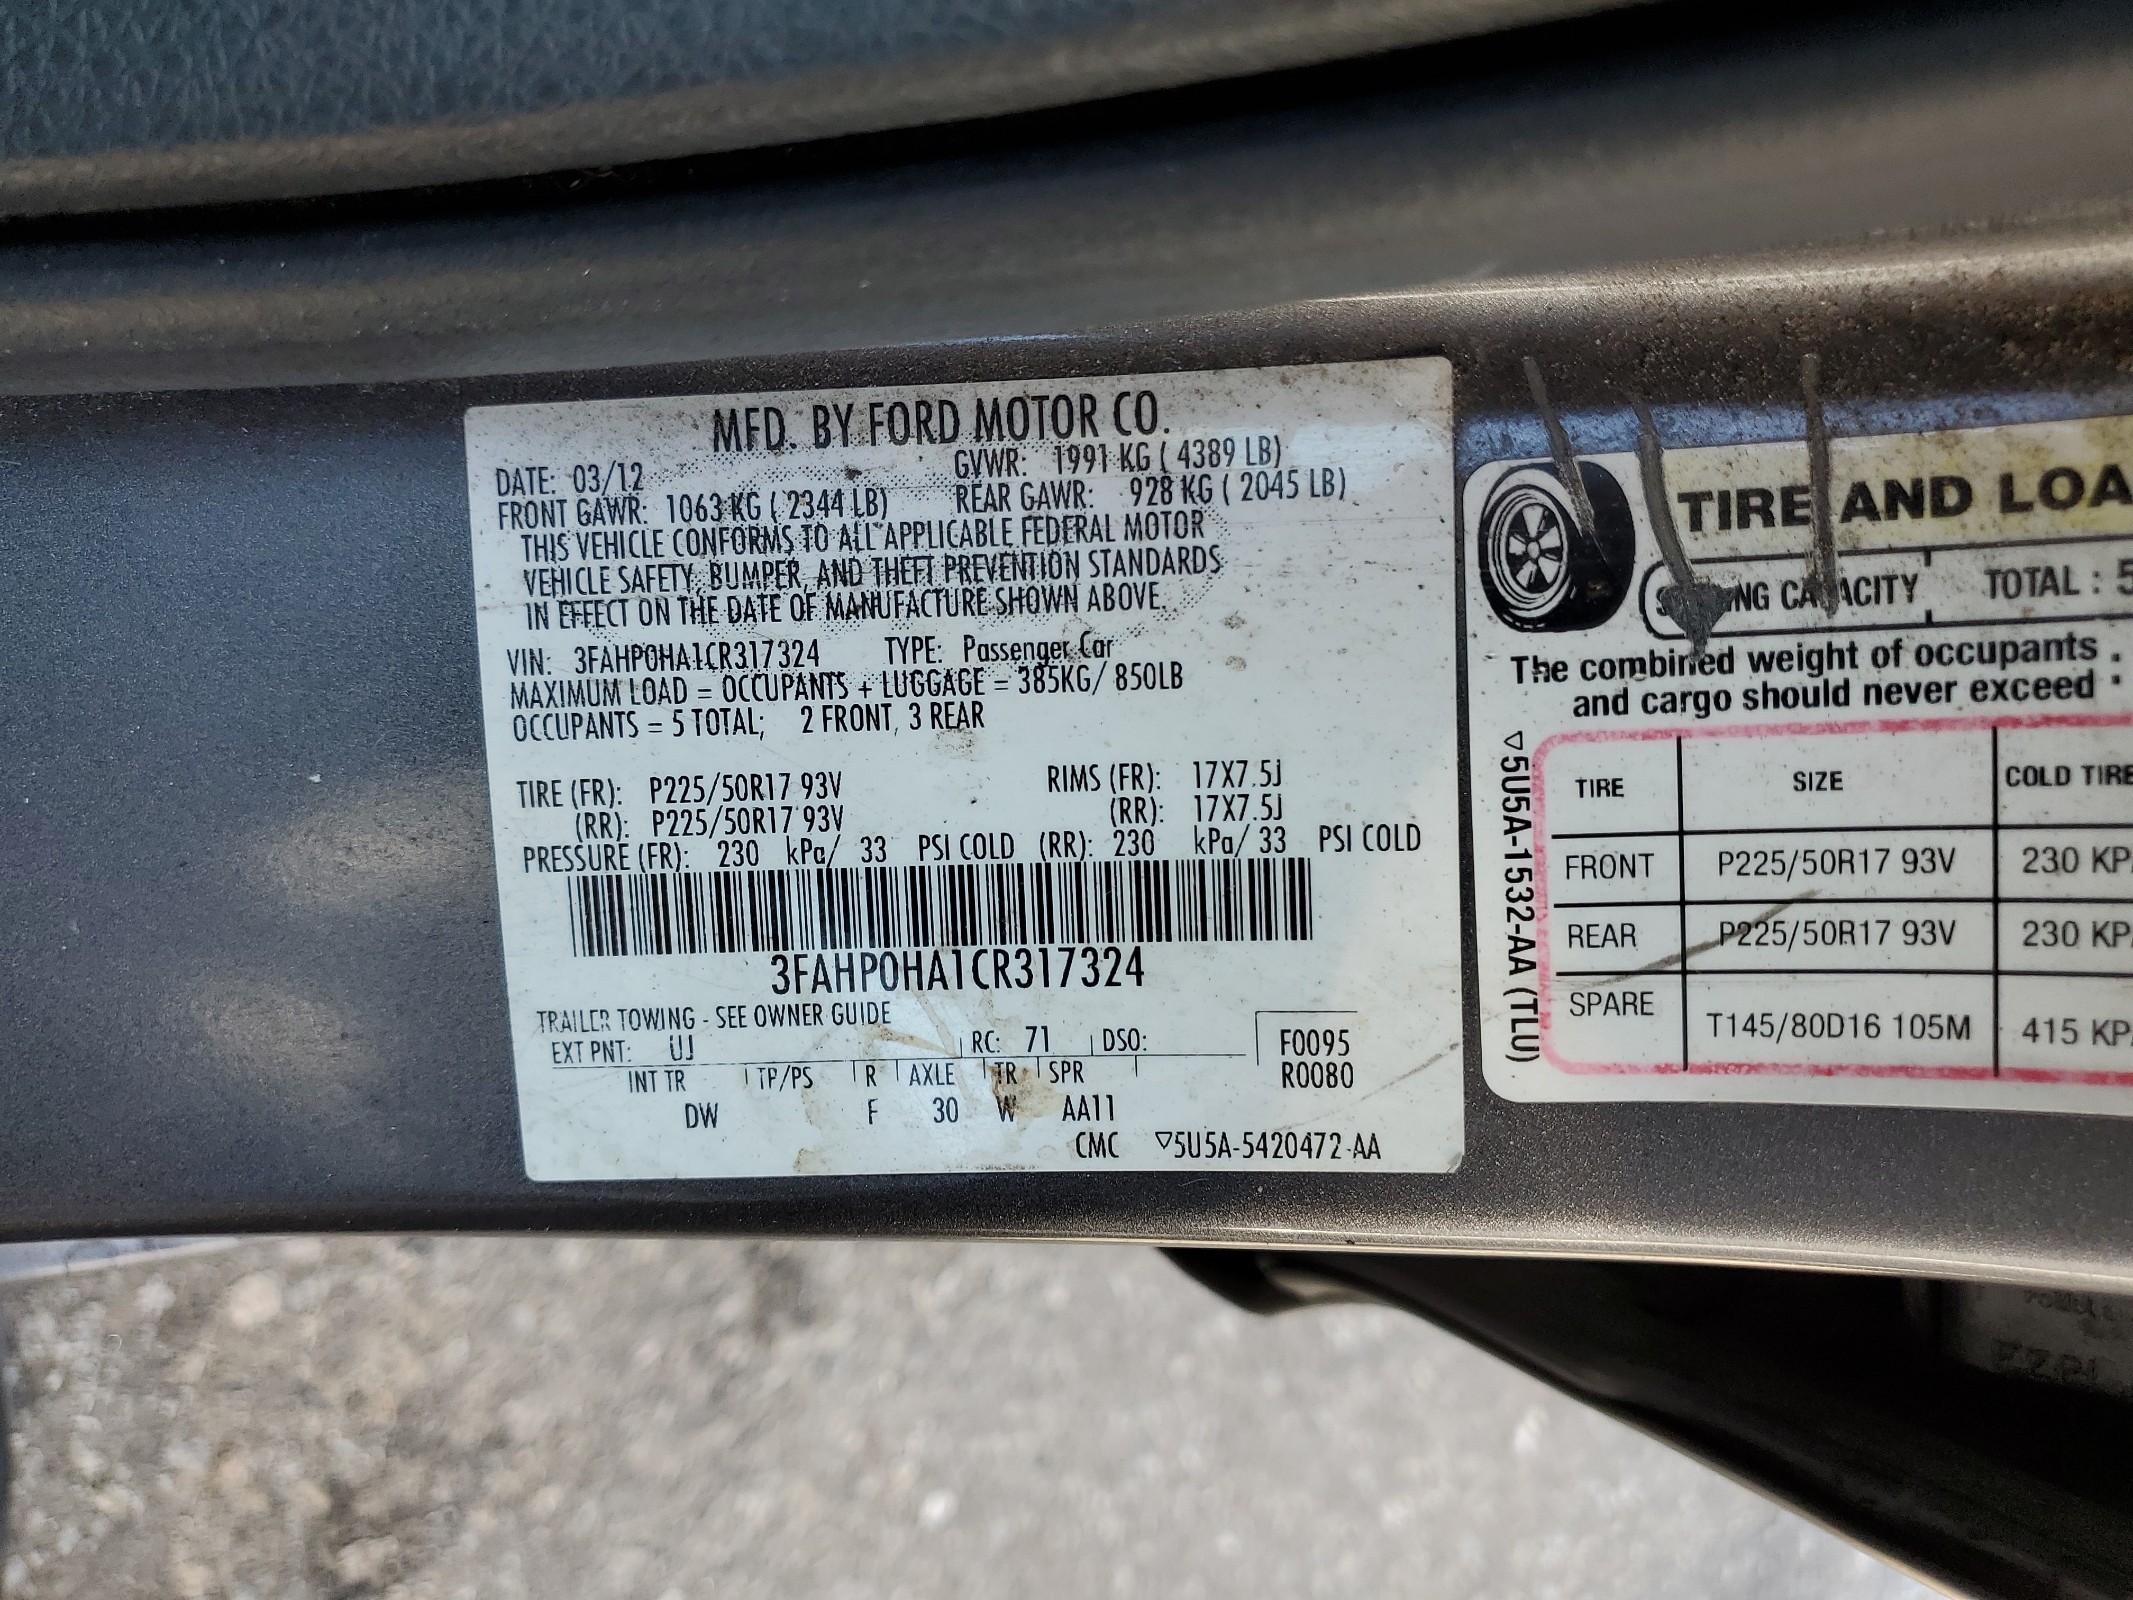 MFD. BY FORD MOTOR CO.
DATE: 03/12 GVWR: 1991 KG ( 4389 LB)
FRONT GAWR: 1063 KG ( 2344 LB) REAR GAWR: 928 KG ( 2045 LB)
THIS VEHICLE CONFORMS TO ALL APPLICABLE FEDERAL MOTOR
VEHICLE SAFETY, BUMPER, AND THEFT PREVENTION STANDARDS
IN EFFECT ON THE DATE OF MANUFACTURE SHOWN ABOVE.
VIN: 3FAHP0HA1CR317324 TYPE: Passenger Car
MAXIMUM LOAD = OCCUPANTS + LUGGAGE = 385KG/ 850LB
OCCUPANTS = 5 TOTAL; 2 FRONT, 3 REAR
TIRE (FR): P225/50R17 93V RIMS (FR): 17X7.5J
(RR): P225/50R17 93V (RR): 17X7.5J
PRESSURE (FR): 230 kPa/ 33 PSI COLD (RR): 230 kPa/ 33 PSI COLD
3FAHP0HA1CR317324
TRAILER TOWING - SEE OWNER GUIDE
EXT PNT: UJ RC: 71 DSO: F0095
INT TR TP/PS R AXLE TR SPR R0080
DW F 30 W AA11
CMC ▽5U5A-5420472-AA
TIRE AND LOA
CAPACITY TOTAL : 5
The combined weight of occupants
and cargo should never exceed :
▽5U5A-1532-AA (TLU)
TIRE SIZE COLD TIRE
FRONT P225/50R17 93V 230 KP
REAR P225/50R17 93V 230 KP
SPARE T145/80D16 105M 415 KP